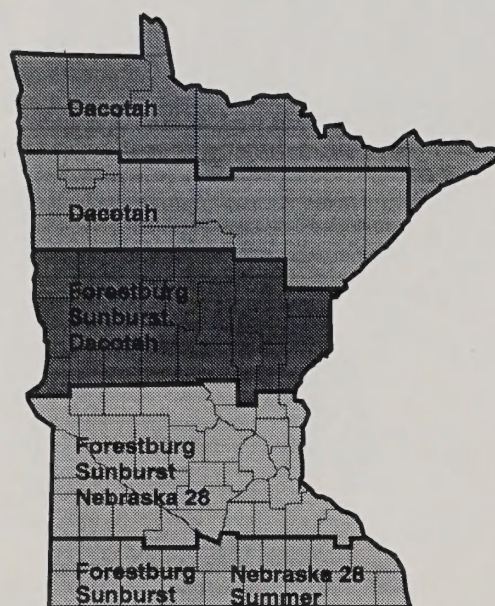 Dacotah
Dacotah
Forestburg
Sunburst
Dacotah
Forestburg
Sunburst
Nebraska 28
Forestburg Nebraska 28
Sunburst Summer